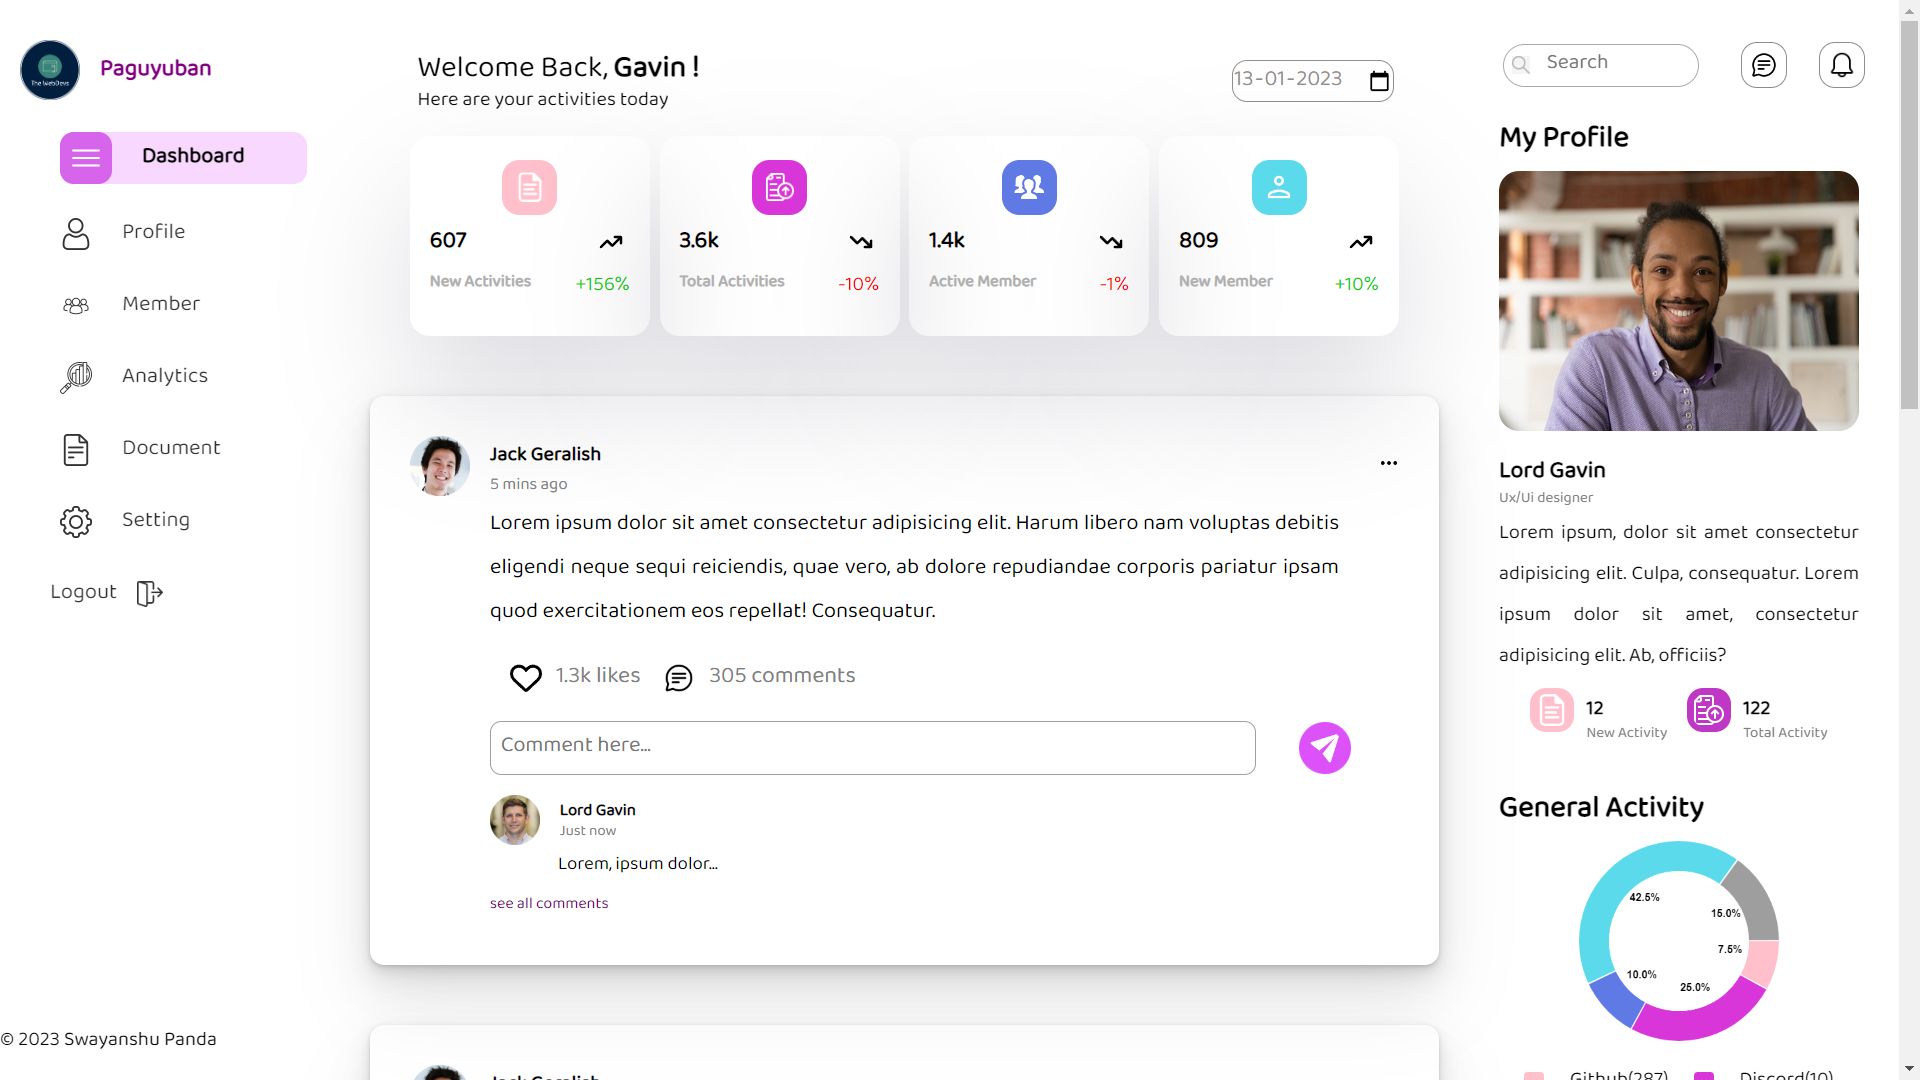 The WebDevs
Paguyuban
Dashboard
Profile
Member
Analytics
Document
Setting
Logout
© 2023 Swayanshu Panda
Welcome Back, Gavin !
Here are your activities today
13-01-2023
607
New Activities
+156%
3.6k
Total Activities
-10%
1.4k
Active Member
-1%
809
New Member
+10%
Jack Geralish
5 mins ago
Lorem ipsum dolor sit amet consectetur adipisicing elit. Harum libero nam voluptas debitis
eligendi neque sequi reiciendis, quae vero, ab dolore repudiandae corporis pariatur ipsam
quod exercitationem eos repellat! Consequatur.
1.3k likes
305 comments
Comment here...
Lord Gavin
Just now
Lorem, ipsum dolor...
see all comments
Jack Geralish
Search
My Profile
Lord Gavin
Ux/Ui designer
Lorem ipsum, dolor sit amet consectetur
adipisicing elit. Culpa, consequatur. Lorem
ipsum dolor sit amet, consectetur
adipisicing elit. Ab, officiis?
12
New Activity
122
Total Activity
General Activity
42.5%
15.0%
7.5%
10.0%
25.0%
Github(287)
Discord(10)